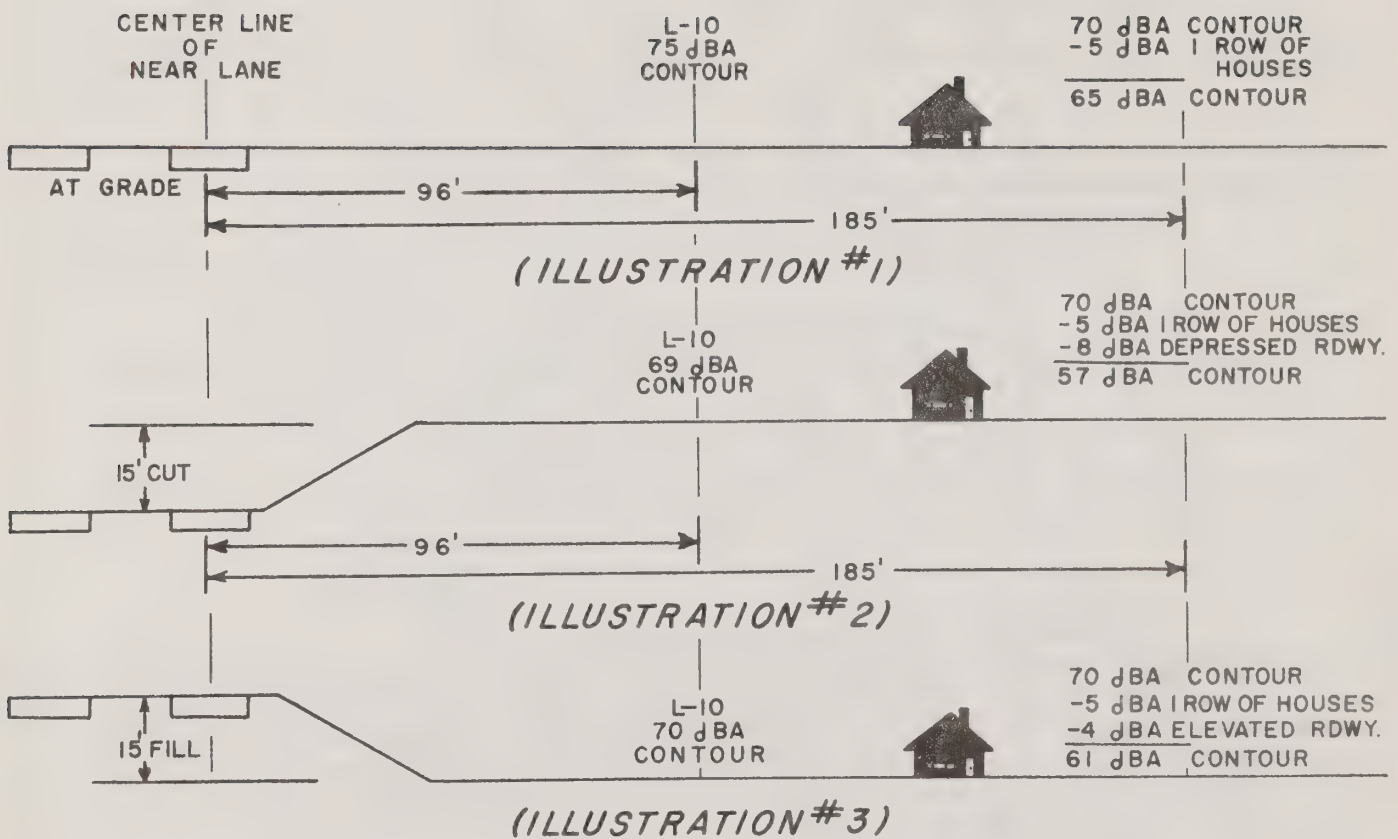 CENTER LINE
OF
NEAR LANE
L-10
75 dBA
CONTOUR
70 dBA CONTOUR
-5 dBA 1 ROW OF
HOUSES
65 dBA CONTOUR
AT GRADE
96'
185'
(ILLUSTRATION #1)
L-10
69 dBA
CONTOUR
70 dBA CONTOUR
-5 dBA 1 ROW OF HOUSES
-8 dBA DEPRESSED RDWY.
57 dBA CONTOUR
15' CUT
96'
185'
(ILLUSTRATION #2)
15' FILL
L-10
70 dBA
CONTOUR
70 dBA CONTOUR
-5 dBA 1 ROW OF HOUSES
-4 dBA ELEVATED RDWY.
61 dBA CONTOUR
(ILLUSTRATION #3)